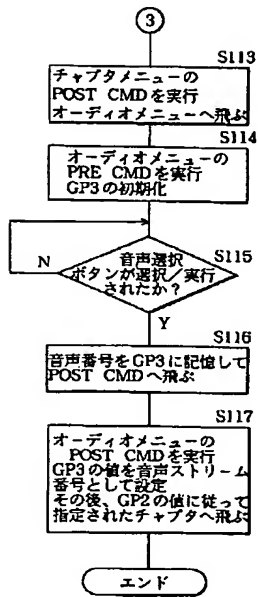 3
S113
チャプタメニューの
POST CMDを実行
オーディオメニューへ飛ぶ
S114
オーディオメニューの
PRE CMDを実行
GP3の初期化
S115
音声選択
ボタンが選択/実行
されたか?
N
Y
S116
音声番号をGP3に記憶して
POST CMDへ飛ぶ
S117
オーディオメニューの
POST CMDを実行
GP3の値を音声ストリーム
番号として設定
その後、GP2の値に従って
指定されたチャプタへ飛ぶ
エンド